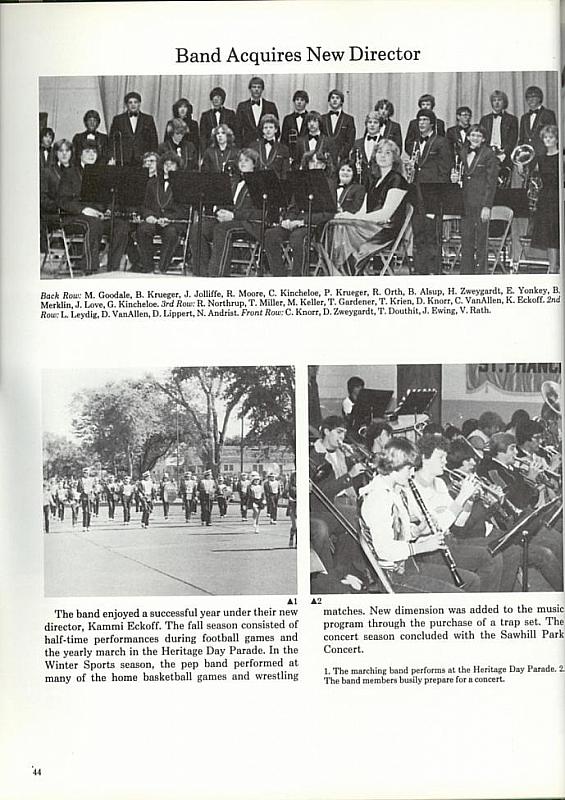 Band Acquires New Director
Back Row: M. Goodale, B. Krueger, J. Jolliffe, R. Moore, C. Kincheloe, P. Krueger, R. Orth, B. Alsup, H. Zweygardt, E. Yonkey, B.
Merklin, J. Love, G. Kincheloe. 3rd Row: R. Northrup, T. Miller, M. Keller, T. Gardener, T. Krien, D. Knorr, C. VanAllen, K. Eckoff. 2nd
Row: L. Leydig, D. VanAllen, D. Lippert, N. Andrist. Front Row: C. Knorr, D. Zweygardt, T. Douthit, J. Ewing, V. Rath.
ST. FRANC
▲1
▲2
The band enjoyed a successful year under their new
director, Kammi Eckoff. The fall season consisted of
half-time performances during football games and
the yearly march in the Heritage Day Parade. In the
Winter Sports season, the pep band performed at
many of the home basketball games and wrestling
matches. New dimension was added to the music
program through the purchase of a trap set. The
concert season concluded with the Sawhill Park
Concert.
1. The marching band performs at the Heritage Day Parade. 2.
The band members busily prepare for a concert.
44